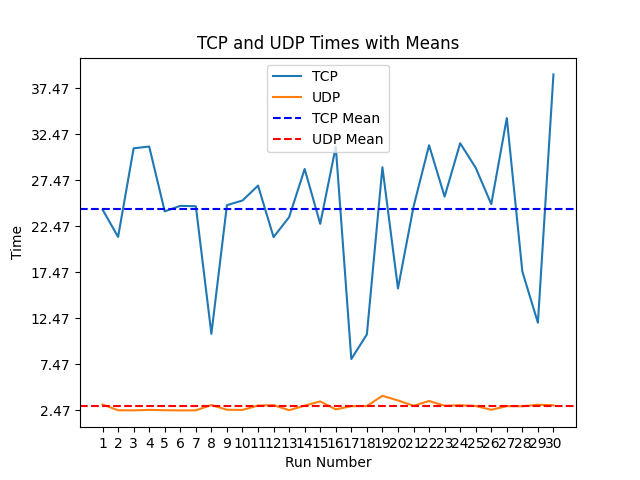 TCP and UDP Times with Means
TCP
UDP
TCP Mean
UDP Mean
37.47
32.47
27.47
22.47
17.47
12.47
7.47
2.47
Time
1 2 3 4 5 6 7 8 9 10 11 12 13 14 15 16 17 18 19 20 21 22 23 24 25 26 27 28 29 30
Run Number